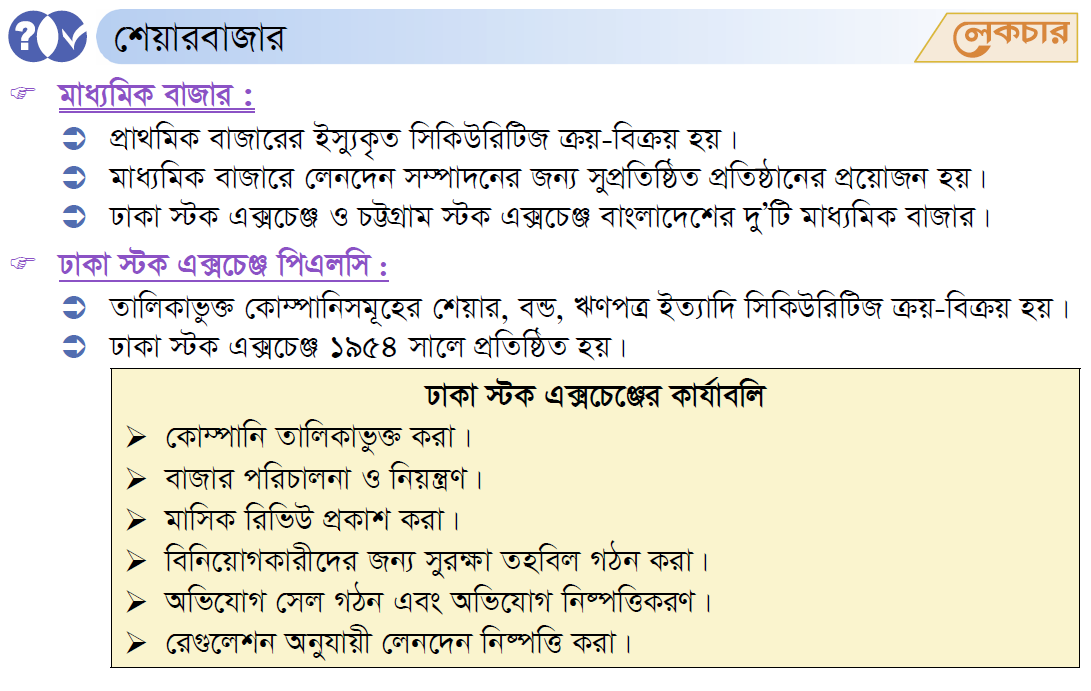 শেয়ারবাজার
লেকচার
মাধ্যমিক বাজার :
প্রাথমিক বাজারের ইস্যুকৃত সিকিউরিটিজ ক্রয়-বিক্রয় হয়।
মাধ্যমিক বাজারে লেনদেন সম্পাদনের জন্য সুপ্রতিষ্ঠিত প্রতিষ্ঠানের প্রয়োজন হয়।
ঢাকা স্টক এক্সচেঞ্জ ও চট্টগ্রাম স্টক এক্সচেঞ্জ বাংলাদেশের দু’টি মাধ্যমিক বাজার।
ঢাকা স্টক এক্সচেঞ্জ পিএলসি :
তালিকাভুক্ত কোম্পানিসমূহের শেয়ার, বন্ড, ঋণপত্র ইত্যাদি সিকিউরিটিজ ক্রয়-বিক্রয় হয়।
ঢাকা স্টক এক্সচেঞ্জ ১৯৫৪ সালে প্রতিষ্ঠিত হয়।
ঢাকা স্টক এক্সচেঞ্জের কার্যাবলি
কোম্পানি তালিকাভুক্ত করা।
বাজার পরিচালনা ও নিয়ন্ত্রণ।
মাসিক রিভিউ প্রকাশ করা।
বিনিয়োগকারীদের জন্য সুরক্ষা তহবিল গঠন করা।
অভিযোগ সেল গঠন এবং অভিযোগ নিষ্পত্তিকরণ।
রেগুলেশন অনুযায়ী লেনদেন নিষ্পত্তি করা।